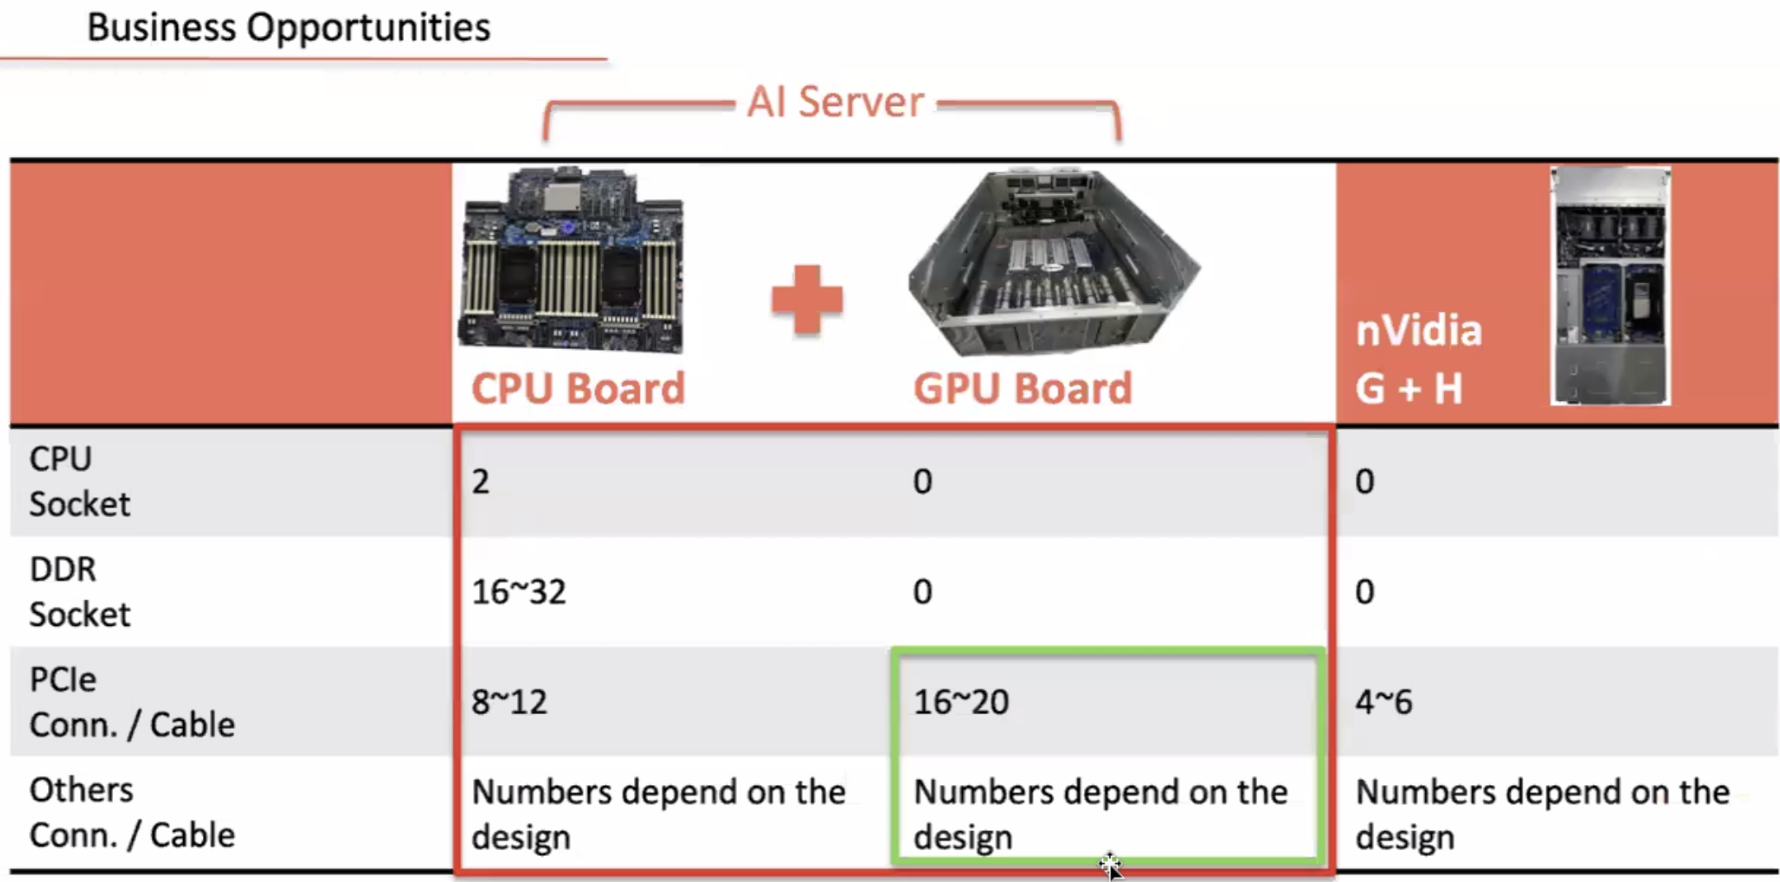 Business Opportunities
AI Server
CPU Board
GPU Board
nVidia
G + H
CPU
Socket
2
0
0
DDR
Socket
16~32
0
0
PCIe
Conn. / Cable
8~12
16~20
4~6
Others
Conn. / Cable
Numbers depend on the
design
Numbers depend on the
design
Numbers depend on the
design